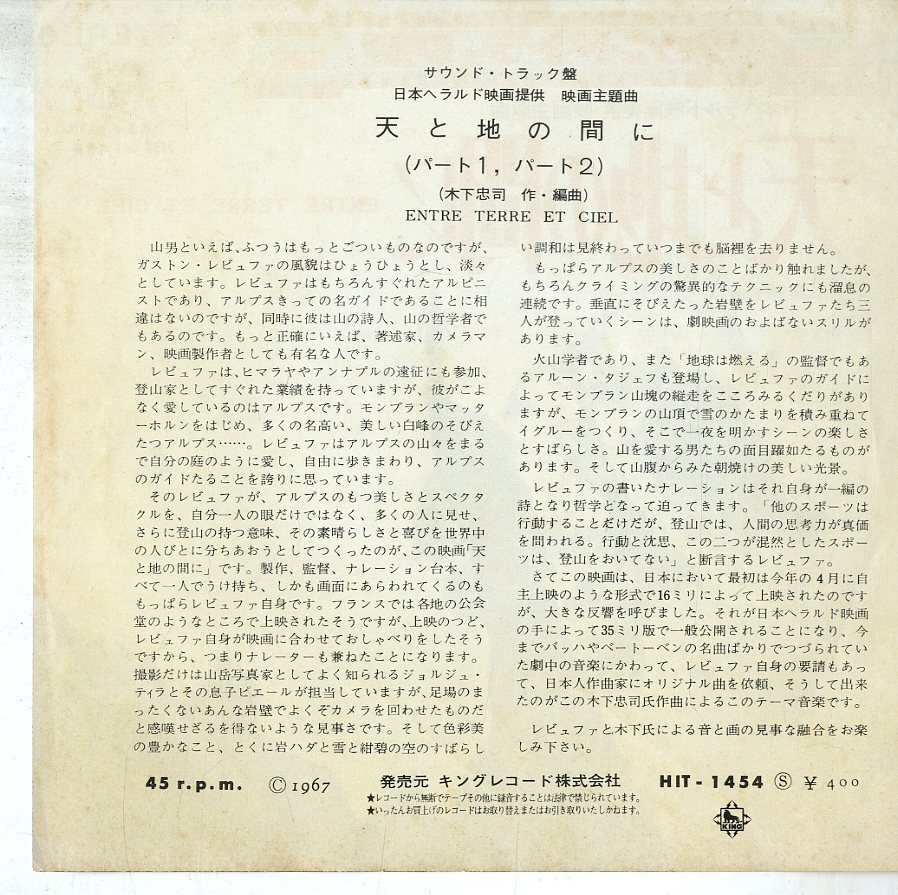 サウンド・トラック盤
日本ヘラルド映画提供　映画主題曲
天と地の間に
(パート1, パート2)
(木下忠司　作・編曲)
ENTRE TERRE ET CIEL
山男といえば、ふつうはもっとごついものなのですが、
ガストン・レビュファの風貌はひょうひょうとし、淡々
としています。レビュファはもちろんすぐれたアルピニ
ストであり、アルプスきっての名ガイドであることに相
違はないのですが、同時に彼は山の詩人、山の哲学者で
もあるのです。もっと正確にいえば、著述家、カメラマ
ン、映画製作者としても有名な人です。
レビュファは、ヒマラヤやアンナプルの遠征にも参加、
登山家としてすぐれた業績を持っていますが、彼がこよ
なく愛しているのはアルプスです。モンブランやマッタ
ーホルンをはじめ、多くの名高い、美しい白峰のそびえ
たつアルプス……。レビュファはアルプスの山々をまる
で自分の庭のように愛し、自由に歩きまわり、アルプス
のガイドたることを誇りに思っています。
そのレビュファが、アルプスのもつ美しさとスペクタ
クルを、自分一人の眼だけではなく、多くの人に見せ、
さらに登山の持つ意味、その素晴らしさと喜びを世界中
の人びとに分ちあおうとしてつくったのが、この映画「天
と地の間に」です。製作、監督、ナレーション台本、す
べて一人でうけ持ち、しかも画面にあらわれてくるのも
もっぱらレビュファ自身です。フランスでは各地の公会
堂のようなところで上映されたそうですが、上映のつど、
レビュファ自身が映画に合わせておしゃべりをしたそう
ですから、つまりナレーターも兼ねたことになります。
撮影だけは山岳写真家としてよく知られるジョルジュ・
ティラとその息子ピエールが担当していますが、足場のま
ったくないあんな岩壁でよくぞカメラを回わせたものだ
と感嘆せざるを得ないような見事さです。そして色彩美
の豊かなこと、とくに岩ハダと雪と紺碧の空のすばらし
い調和は見終わっていつまでも脳裡を去りません。
もっぱらアルプスの美しさのことばかり触れましたが、
もちろんクライミングの驚異的なテクニックにも溜息の
連続です。垂直にそびえたった岩壁をレビュファたち三
人が登っていくシーンは、劇映画のおよばないスリルが
あります。
火山学者であり、また「地球は燃える」の監督でもあ
るアルーン・タジェフも登場し、レビュファのガイドに
よってモンブラン山塊の縦走をこころみるくだりがあり
ますが、モンブランの山頂で雪のかたまりを積み重ねて
イグルーをつくり、そこで一夜を明かすシーンの楽しさ
とすばらしさ。山を愛する男たちの面目躍如たるものが
あります。そして山腹からみた朝焼けの美しい光景。
レビュファの書いたナレーションはそれ自身が一編の
詩となり哲学となって迫ってきます。「他のスポーツは
行動することだけだが、登山では、人間の思考力が真価
を問われる。行動と沈思、この二つが混然としたスポー
ツは、登山をおいてない」と断言するレビュファ。
さてこの映画は、日本において最初は今年の4月に自
主上映のような形式で16ミリによって上映されたのです
が、大きな反響を呼びました。それが日本ヘラルド映画
の手によって35ミリ版で一般公開されることになり、今
までバッハやベートーベンの名曲ばかりでつづられてい
た劇中の音楽にかわって、レビュファ自身の要請もあっ
て、日本人作曲家にオリジナル曲を依頼、そうして出来
たのがこの木下忠司氏作曲によるこのテーマ音楽です。
レビュファと木下氏による音と画の見事な融合をお楽
しみ下さい。
45 r.p.m.　Ⓒ1967　発売元 キングレコード株式会社　HIT-1454 Ⓢ ¥400
★レコードから無断でテープその他に録音することは法律で禁じられています。
★いったんお買上げのレコードはお取り替えまたはお引き取りいたしかねます。
KING